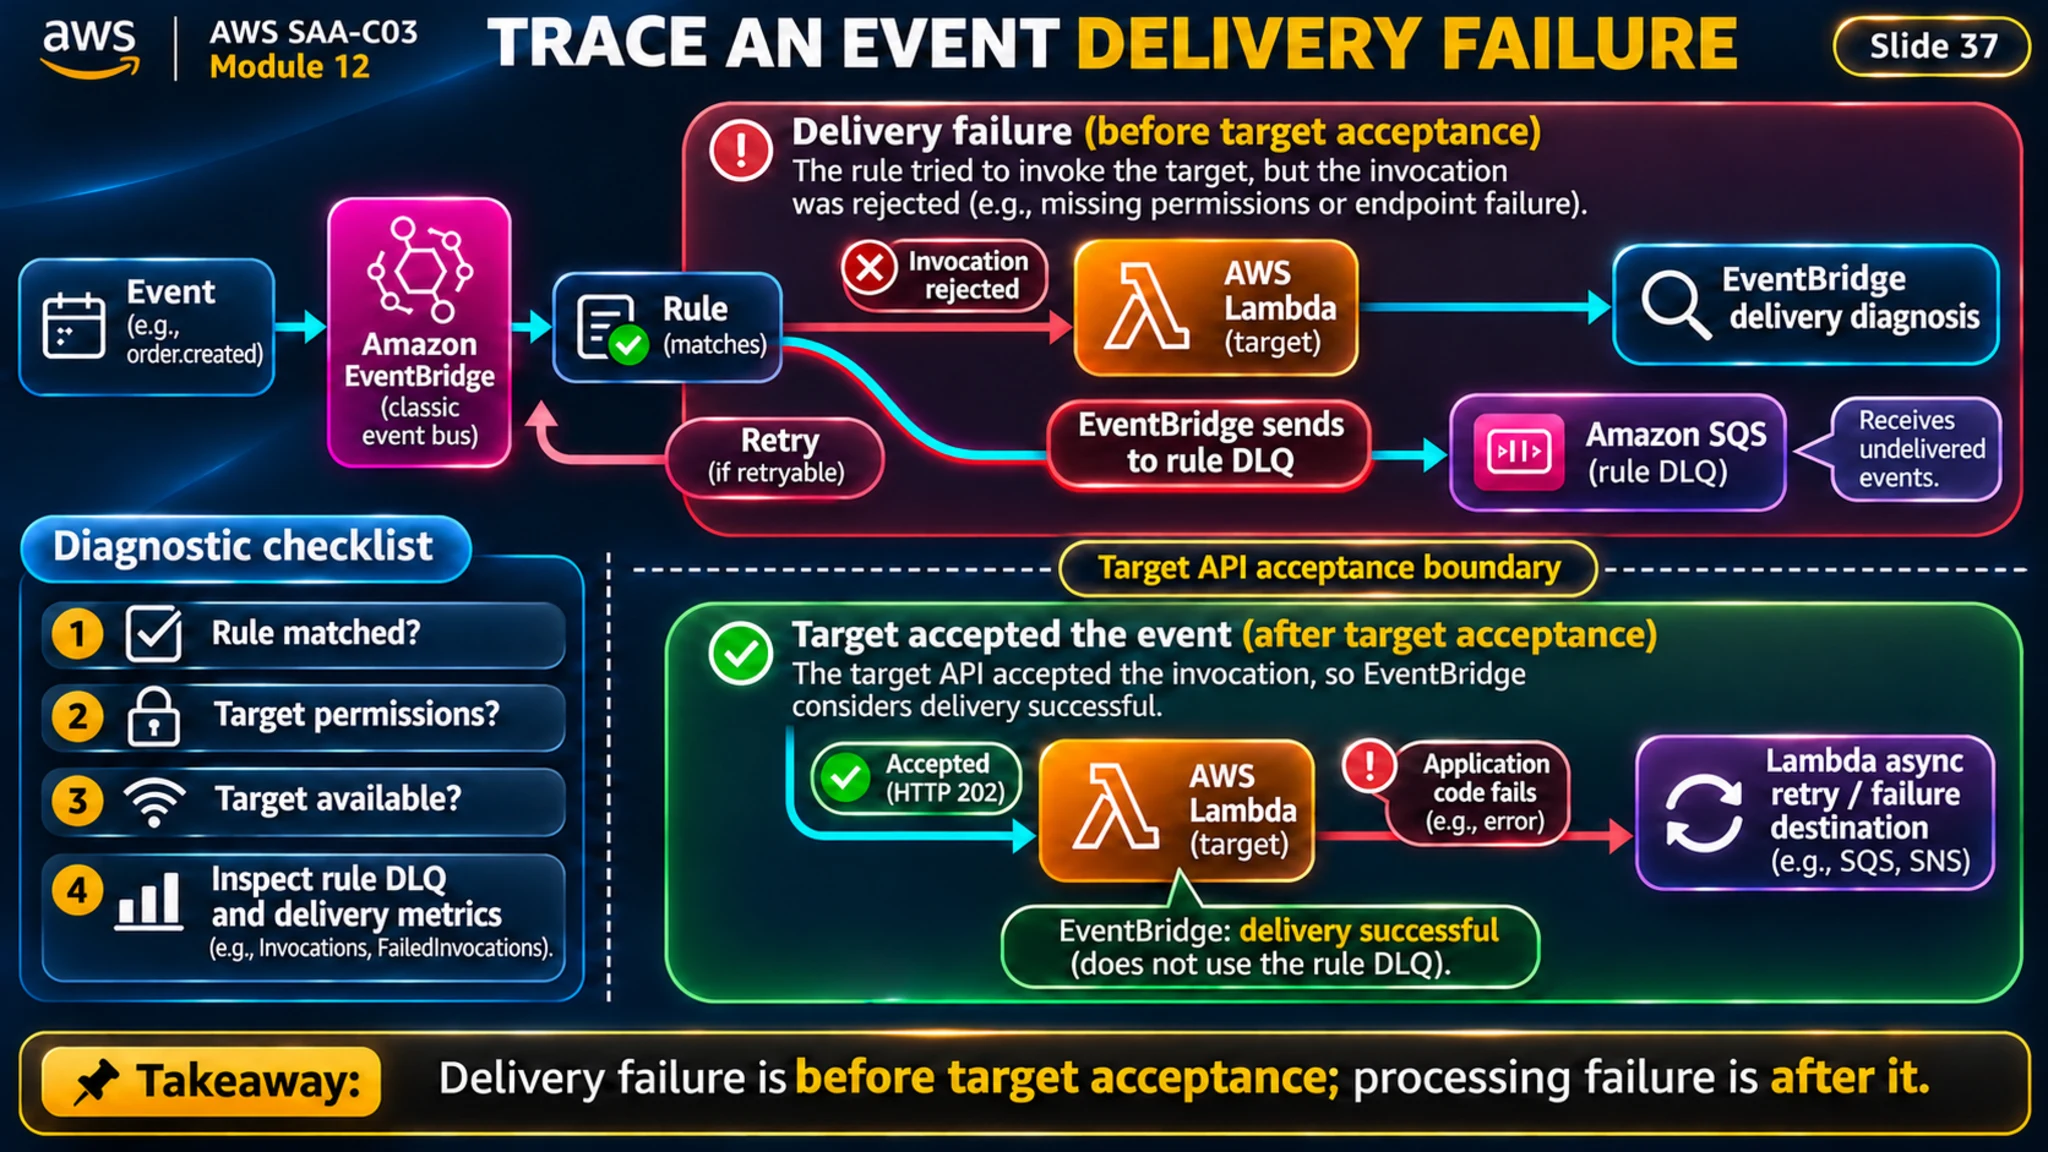 aws
AWS SAA-C03
Module 12
TRACE AN EVENT DELIVERY FAILURE
Slide 37
Delivery failure (before target acceptance)
The rule tried to invoke the target, but the invocation
was rejected (e.g., missing permissions or endpoint failure).
Event
(e.g.,
order.created)
Amazon
EventBridge
(classic
event bus)
Rule
(matches)
Invocation
rejected
AWS
Lambda
(target)
EventBridge
delivery diagnosis
Retry
(if retryable)
EventBridge sends
to rule DLQ
Amazon SQS
(rule DLQ)
Receives
undelivered
events.
Diagnostic checklist
1
Rule matched?
2
Target permissions?
3
Target available?
4
Inspect rule DLQ
and delivery metrics
(e.g., Invocations, FailedInvocations).
Target API acceptance boundary
Target accepted the event (after target acceptance)
The target API accepted the invocation, so EventBridge
considers delivery successful.
Accepted
(HTTP 202)
AWS
Lambda
(target)
Application
code fails
(e.g., error)
Lambda async
retry / failure
destination
(e.g., SQS, SNS)
EventBridge: delivery successful
(does not use the rule DLQ).
Takeaway:
Delivery failure is before target acceptance; processing failure is after it.